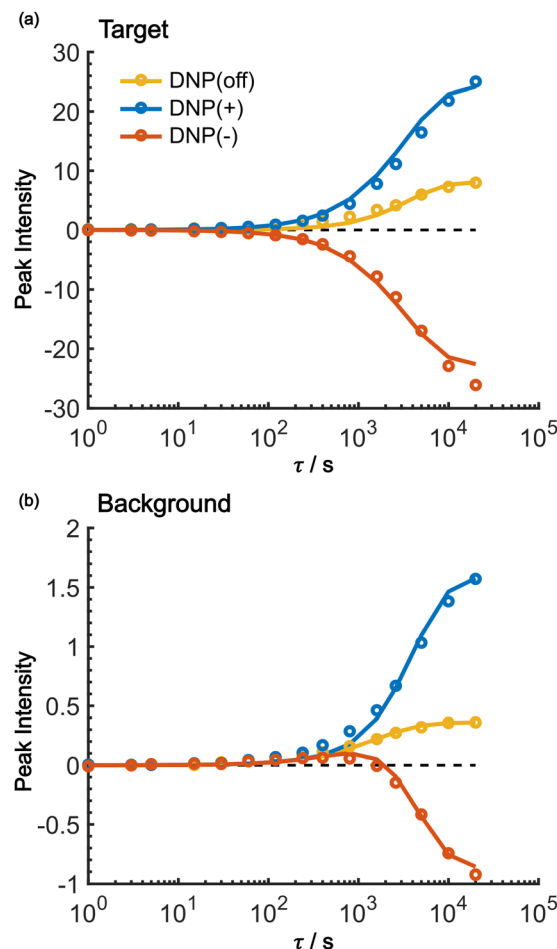 (a) Target
30
20
10
0
-10
-20
-30
Peak Intensity
DNP(off)
DNP(+)
DNP(-)
10^0 10^1 10^2 10^3 10^4 10^5
τ / s
(b) Background
2
1.5
1
0.5
0
-0.5
-1
Peak Intensity
10^0 10^1 10^2 10^3 10^4 10^5
τ / s